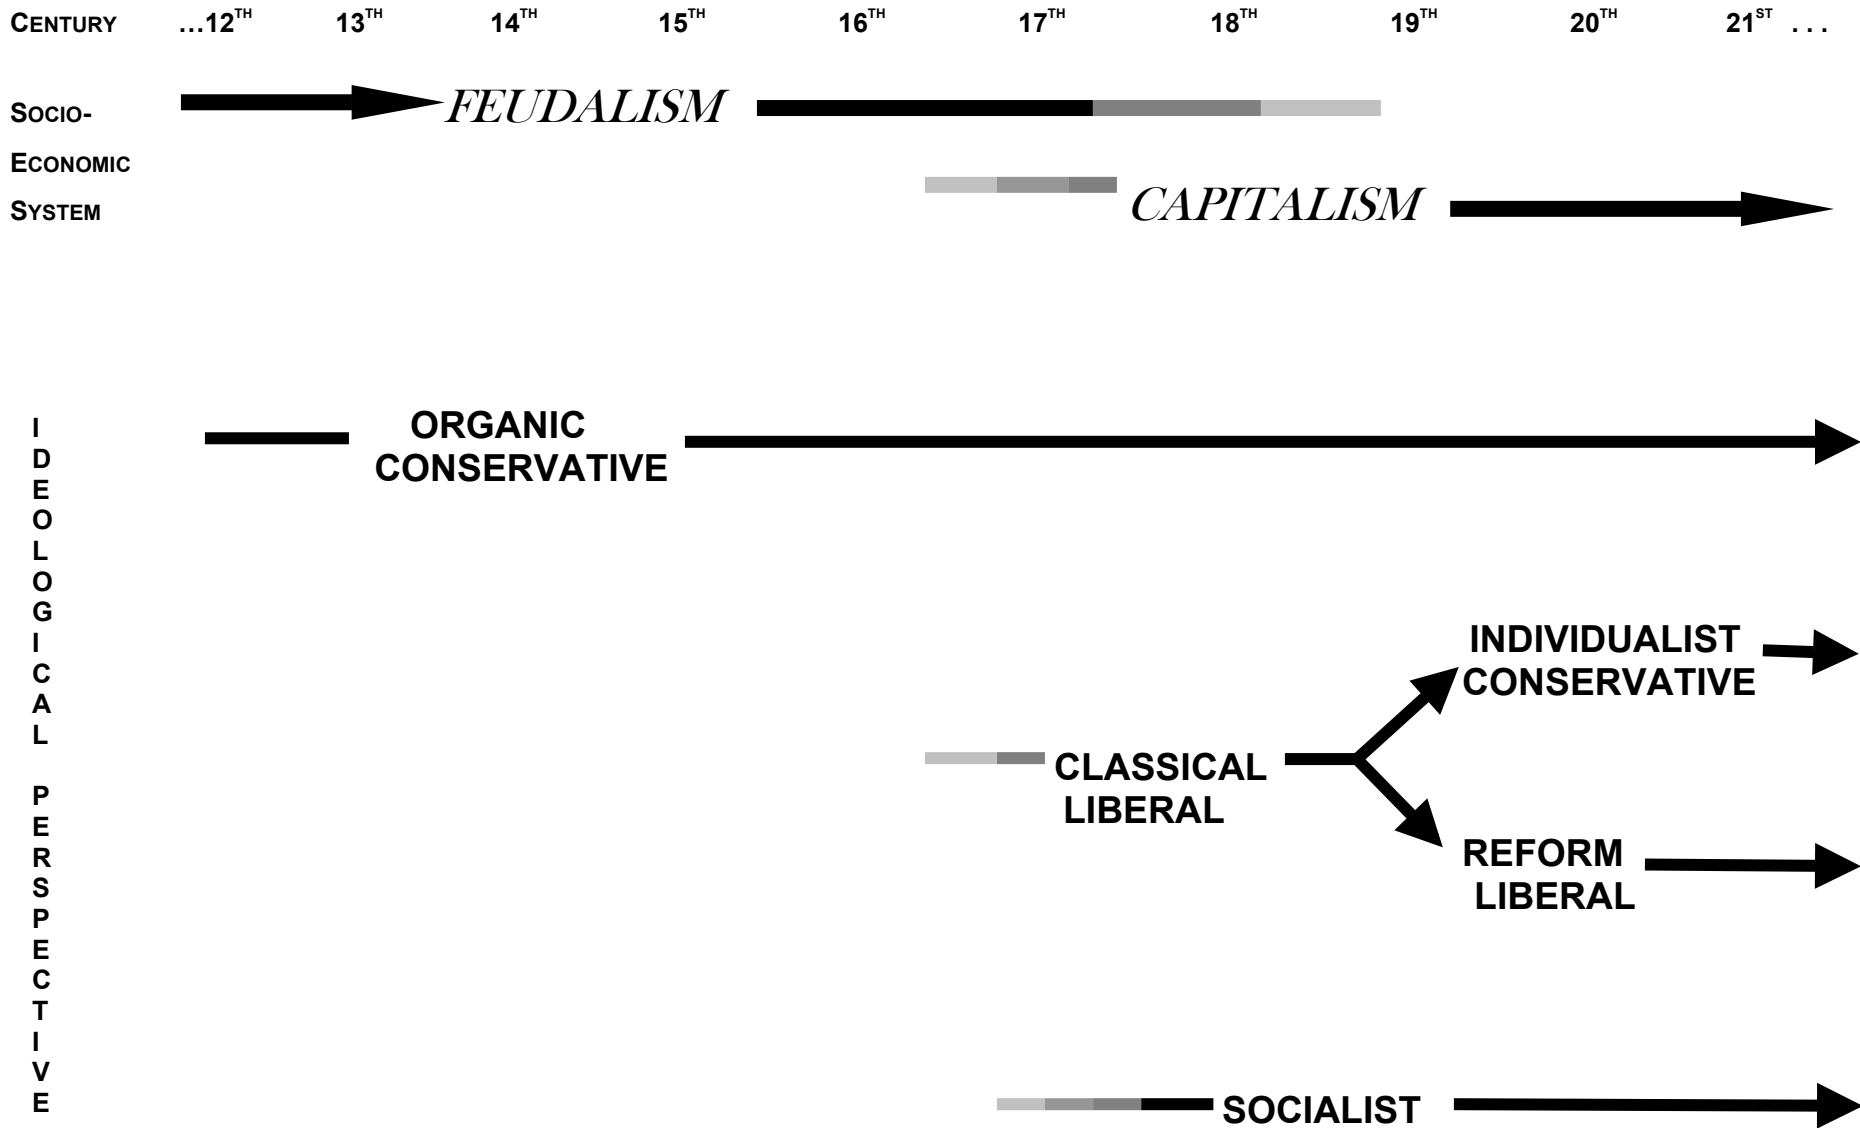 CENTURY ...12TH 13TH 14TH 15TH 16TH 17TH 18TH 19TH 20TH 21ST ...
SOCIO-
ECONOMIC
SYSTEM
FEUDALISM
CAPITALISM
IDEOLOGICAL PERSPECTIVE
ORGANIC
CONSERVATIVE
INDIVIDUALIST
CONSERVATIVE
CLASSICAL
LIBERAL
REFORM
LIBERAL
SOCIALIST